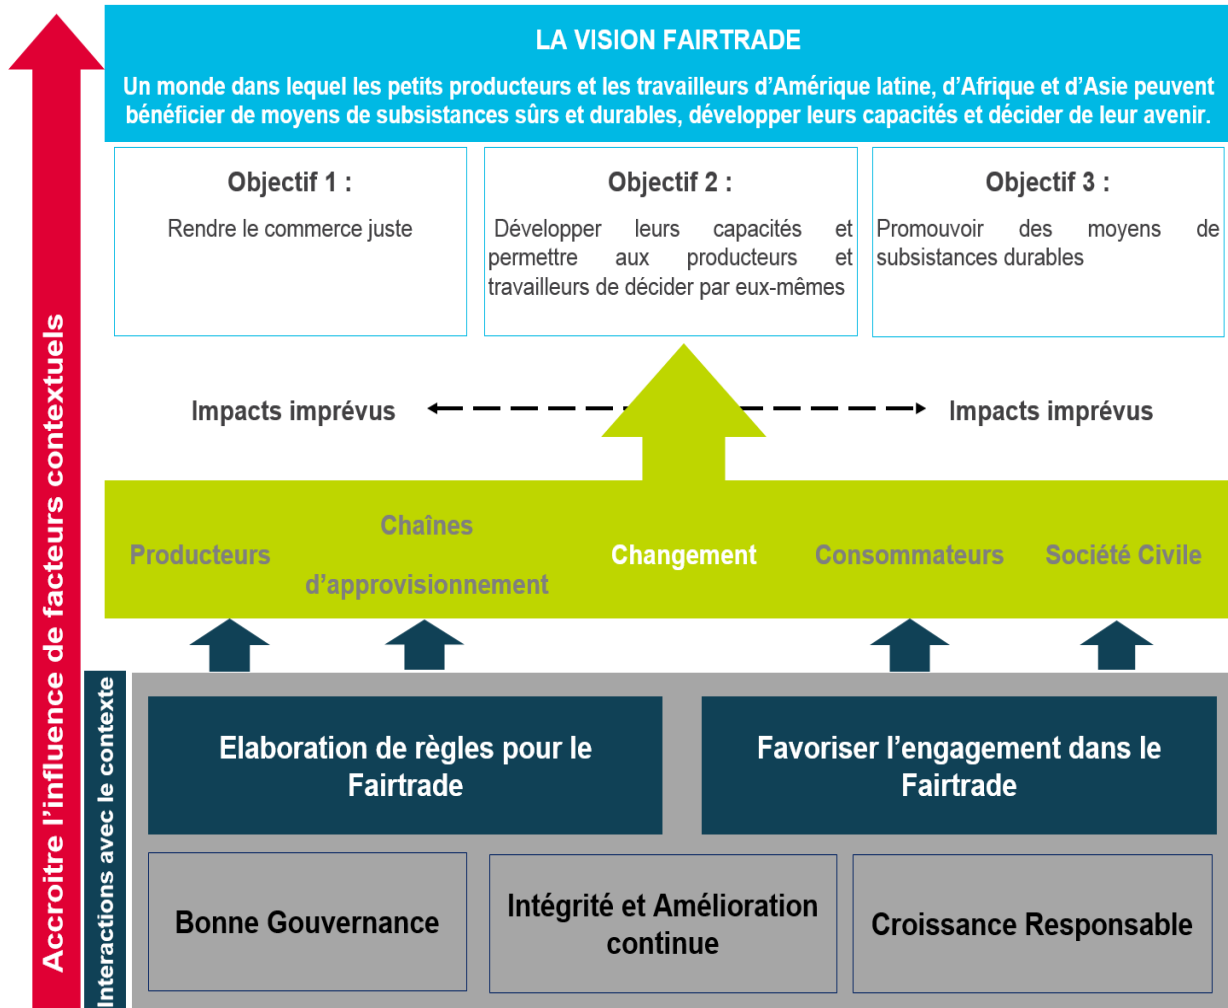 LA VISION FAIRTRADE
Un monde dans lequel les petits producteurs et les travailleurs d’Amérique latine, d’Afrique et d’Asie peuvent
bénéficier de moyens de subsistances sûrs et durables, développer leurs capacités et décider de leur avenir.
Objectif 1 :
Rendre le commerce juste
Objectif 2 :
Développer leurs capacités et
permettre aux producteurs et
travailleurs de décider par eux-mêmes
Objectif 3 :
Promouvoir des moyens de
subsistances durables
Impacts imprévus
Impacts imprévus
Producteurs
Chaînes
d’approvisionnement
Changement
Consommateurs
Société Civile
Elaboration de règles pour le
Fairtrade
Favoriser l’engagement dans le
Fairtrade
Bonne Gouvernance
Intégrité et Amélioration
continue
Croissance Responsable
Accroitre l’influence de facteurs contextuels
Interactions avec le contexte